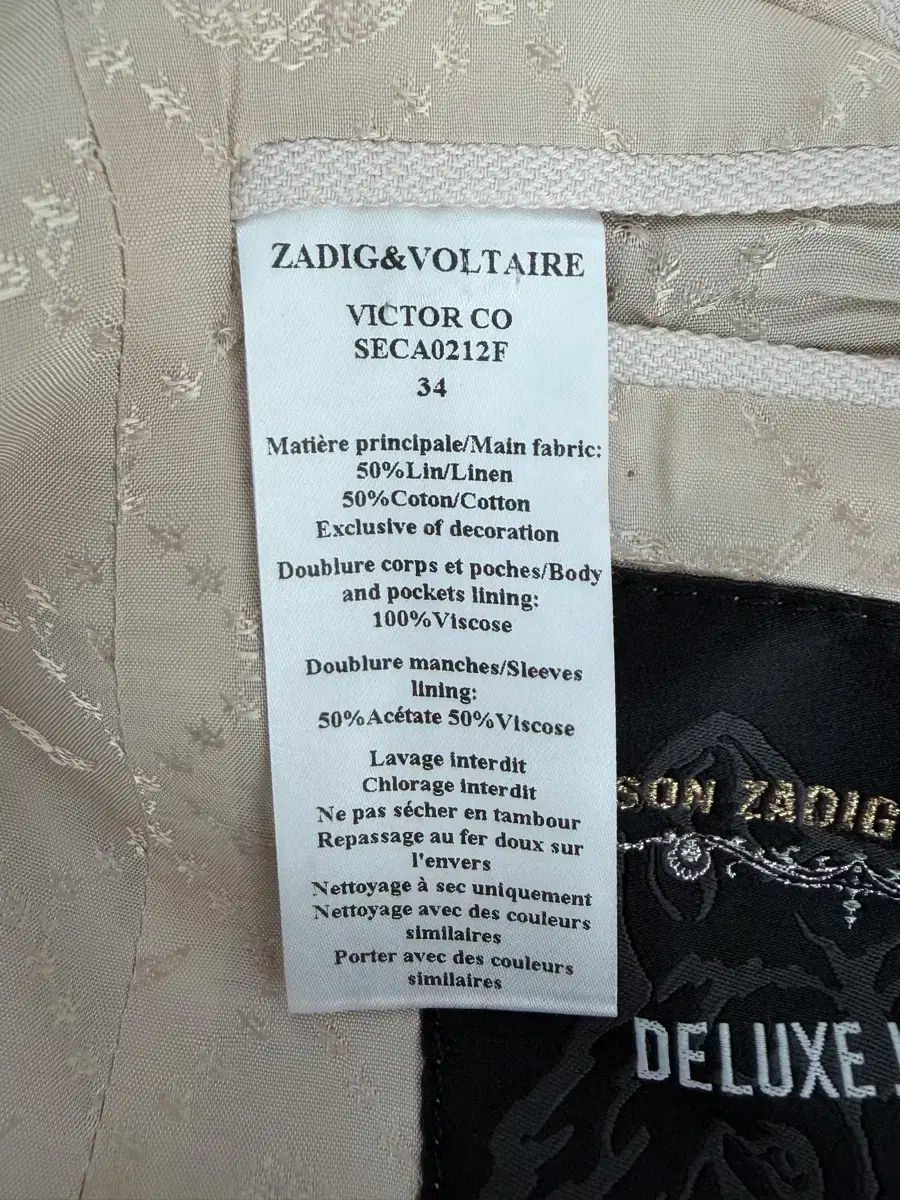 ZADIG&VOLTAIRE
VICTOR CO
SECA0212F
34
Matière principale/Main fabric:
50%Lin/Linen
50%Coton/Cotton
Exclusive of decoration
Doublure corps et poches/Body
and pockets lining:
100%Viscose
Doublure manches/Sleeves
lining:
50%Acétate 50%Viscose
Lavage interdit
Chlorage interdit
Ne pas sécher en tambour
Repassage au fer doux sur
l'envers
Nettoyage à sec uniquement
Nettoyage avec des couleurs
similaires
Porter avec des couleurs
similaires
SON ZADIG
DELUXE